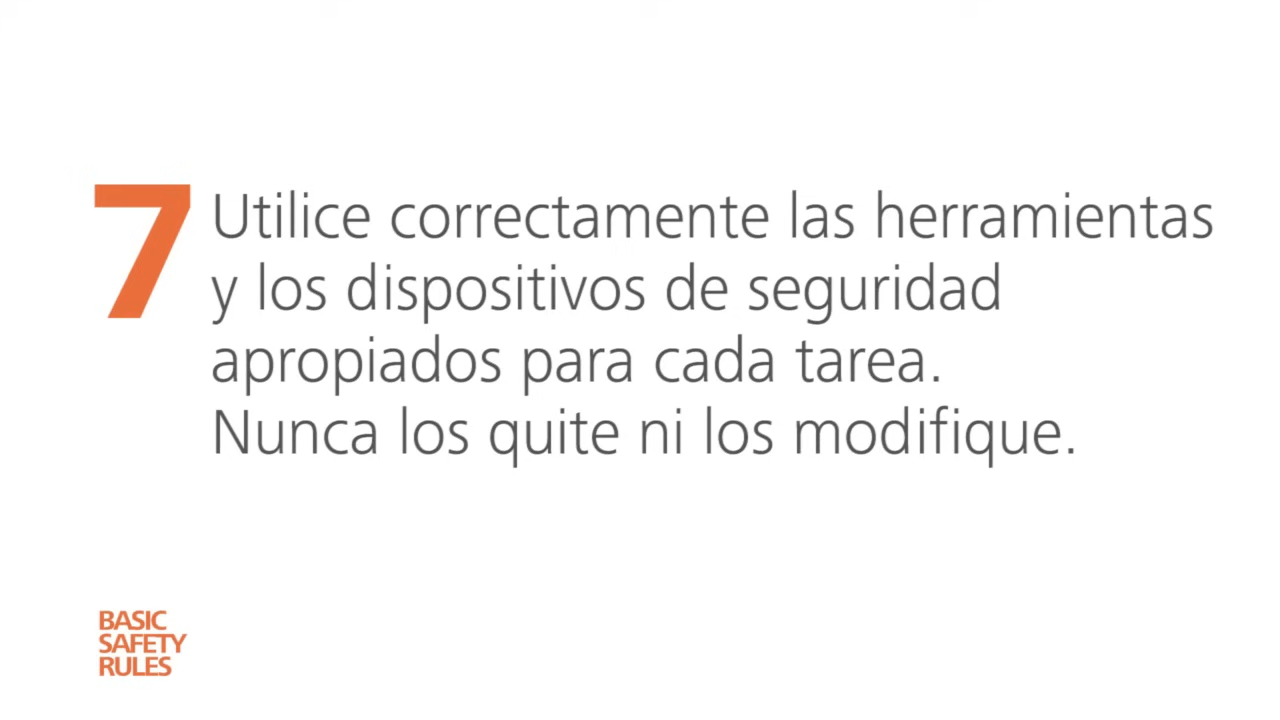 7
Utilice correctamente las herramientas
y los dispositivos de seguridad
apropiados para cada tarea.
Nunca los quite ni los modifique.
BASIC
SAFETY
RULES